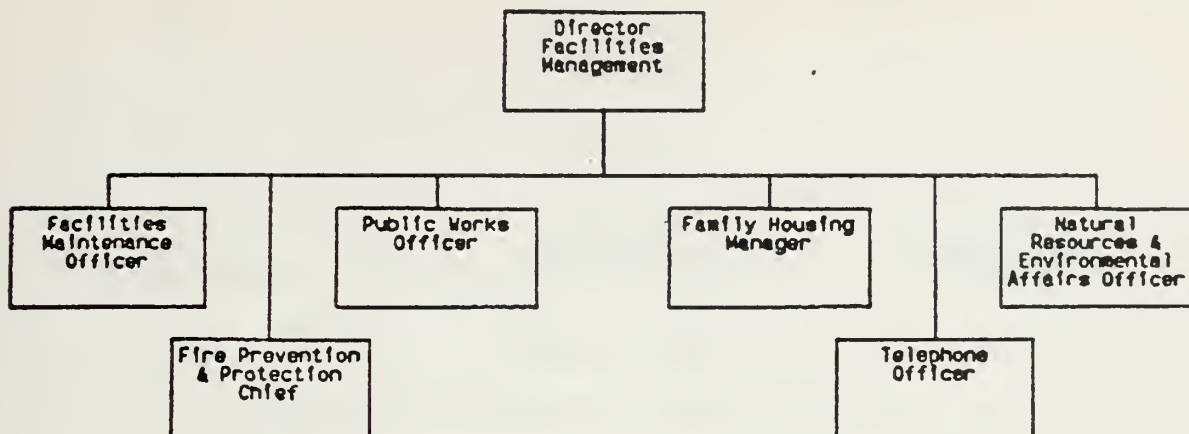 Director
Facilities
Management
Facilities
Maintenance
Officer
Public Works
Officer
Family Housing
Manager
Natural
Resources &
Environmental
Affairs Officer
Fire Prevention
& Protection
Chief
Telephone
Officer